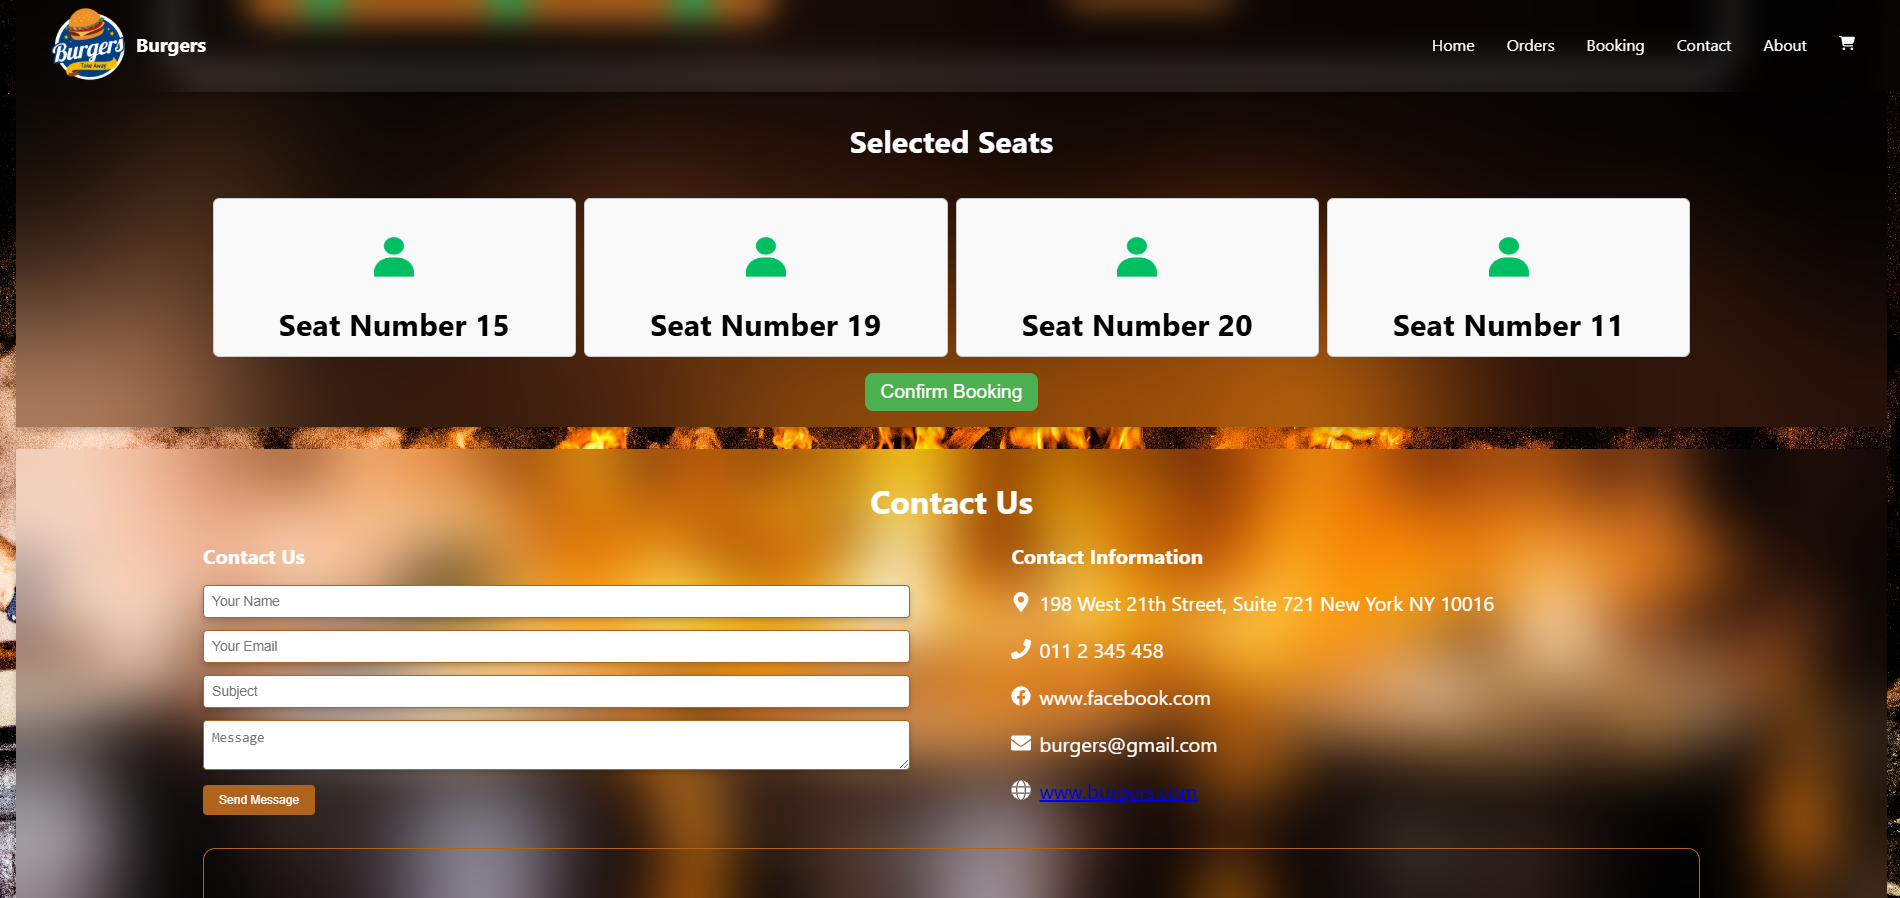 Burgers
Take Away
Burgers
Home
Orders
Booking
Contact
About
Selected Seats
Seat Number 15
Seat Number 19
Seat Number 20
Seat Number 11
Confirm Booking
Contact Us
Contact Us
Your Name
Your Email
Subject
Message
Send Message
Contact Information
198 West 21th Street, Suite 721 New York NY 10016
011 2 345 458
www.facebook.com
burgers@gmail.com
www.burgers.com